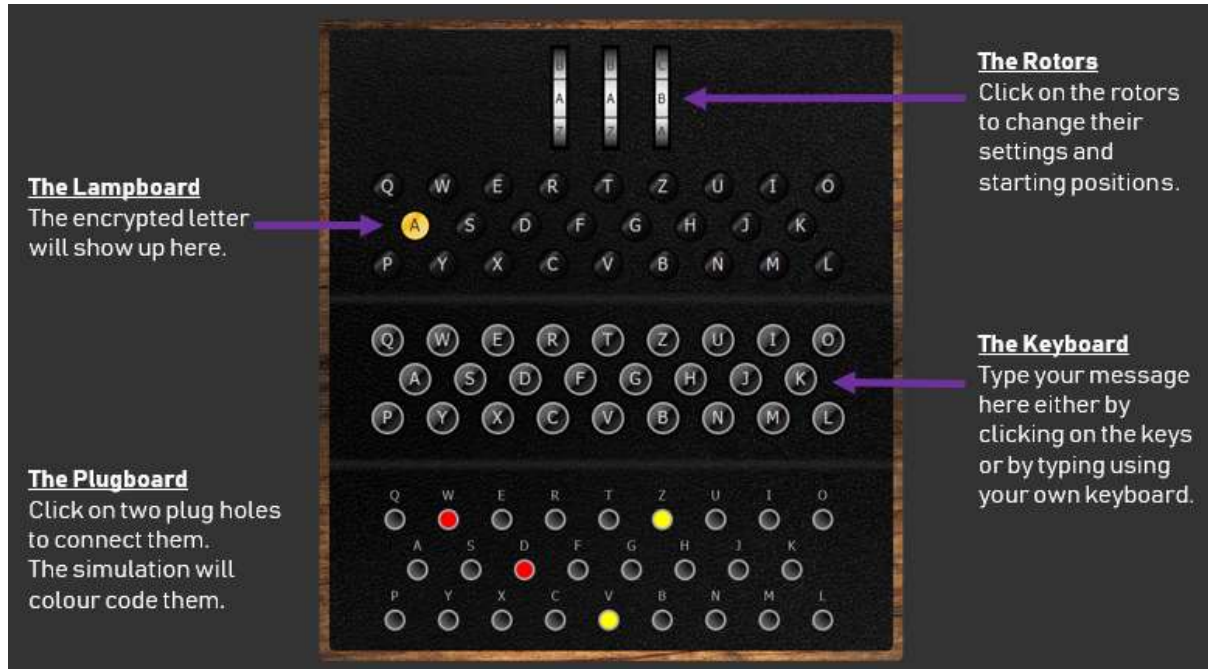 B B C
A A B
Z Z A
The Rotors
Click on the rotors
to change their
settings and
starting positions.
Q W E R T Z U I O
A S D F G H J K
P Y X C V B N M L
The Lampboard
The encrypted letter
will show up here.
Q W E R T Z U I O
A S D F G H J K
P Y X C V B N M L
The Keyboard
Type your message
here either by
clicking on the keys
or by typing using
your own keyboard.
The Plugboard
Click on two plug holes
to connect them.
The simulation will
colour code them.
Q W E R T Z U I O
A S D F G H J K
P Y X C V B N M L